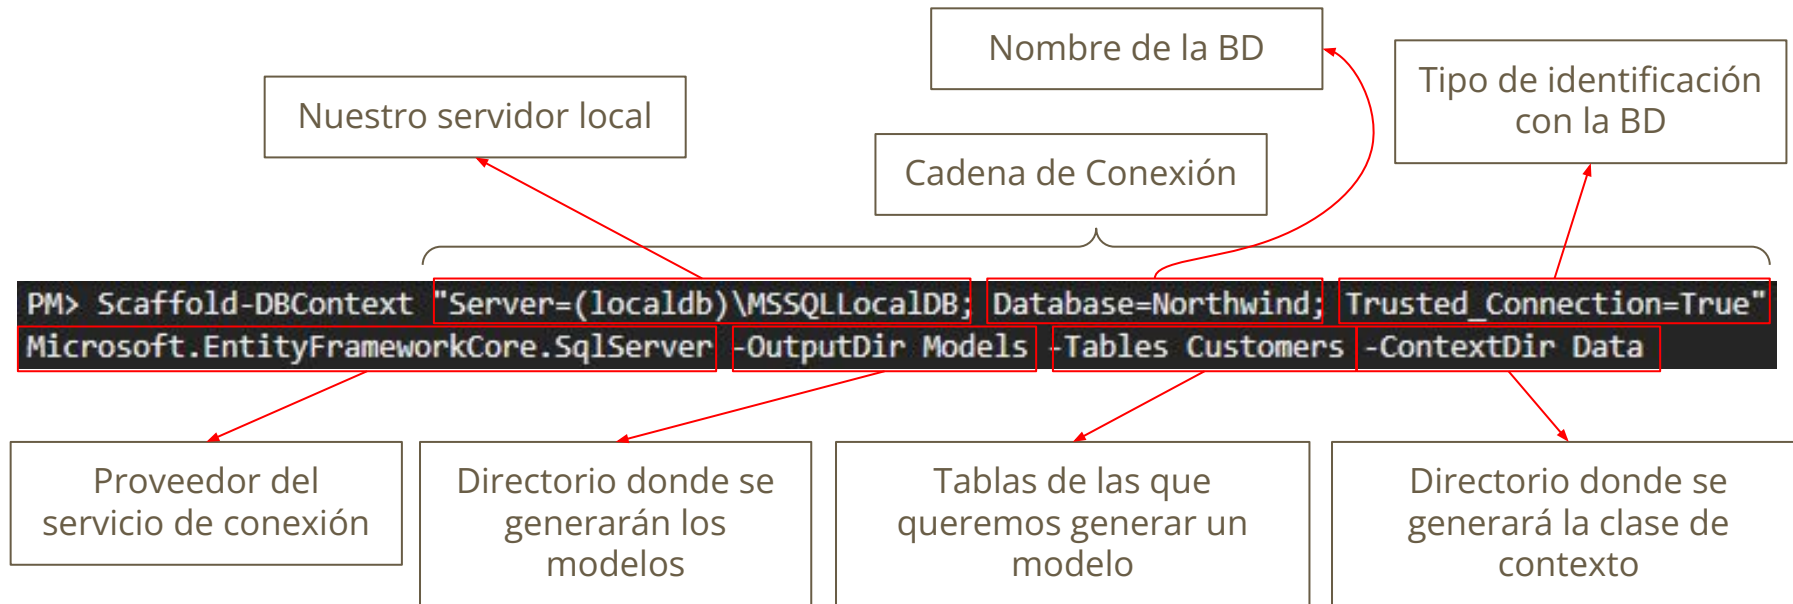 Nombre de la BD
Tipo de identificación
con la BD
Nuestro servidor local
Cadena de Conexión
PM> Scaffold-DBContext "Server=(localdb)\MSSQLLocalDB; Database=Northwind; Trusted_Connection=True"
Microsoft.EntityFrameworkCore.SqlServer -OutputDir Models -Tables Customers -ContextDir Data
Proveedor del
servicio de conexión
Directorio donde se
generarán los
modelos
Tablas de las que
queremos generar un
modelo
Directorio donde se
generará la clase de
contexto